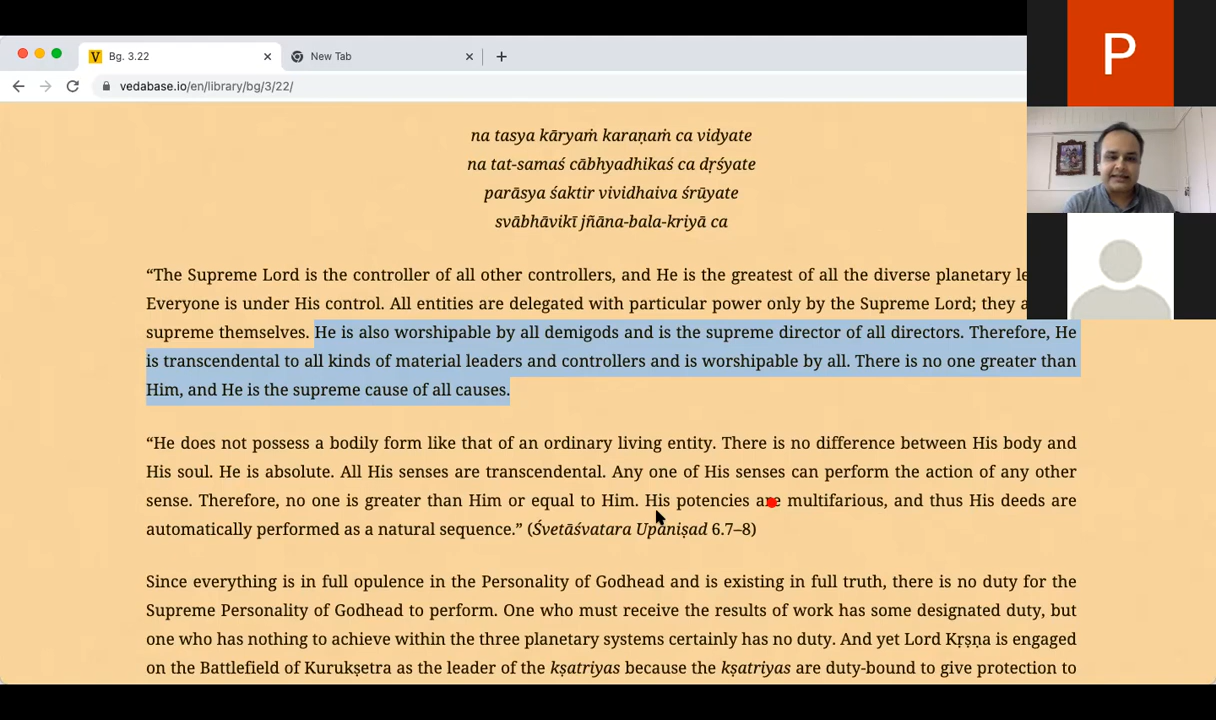 Bg. 3.22
New Tab
vedabase.io/en/library/bg/3/22/
P
na tasya kāryaṁ karaṇaṁ ca vidyate
na tat-samaś cābhyadhikaś ca dṛśyate
parāsya śaktir vividhaiva śrūyate
svābhāvikī jñāna-bala-kriyā ca
“The Supreme Lord is the controller of all other controllers, and He is the greatest of all the diverse planetary
Everyone is under His control. All entities are delegated with particular power only by the Supreme Lord; they
supreme themselves. He is also worshipable by all demigods and is the supreme director of all directors. Therefore, He
is transcendental to all kinds of material leaders and controllers and is worshipable by all. There is no one greater than
Him, and He is the supreme cause of all causes.
“He does not possess a bodily form like that of an ordinary living entity. There is no difference between His body and
His soul. He is absolute. All His senses are transcendental. Any one of His senses can perform the action of any other
sense. Therefore, no one is greater than Him or equal to Him. His potencies are multifarious, and thus His deeds are
automatically performed as a natural sequence.” (Śvetāśvatara Upaniṣad 6.7–8)
Since everything is in full opulence in the Personality of Godhead and is existing in full truth, there is no duty for the
Supreme Personality of Godhead to perform. One who must receive the results of work has some designated duty, but
one who has nothing to achieve within the three planetary systems certainly has no duty. And yet Lord Kṛṣṇa is engaged
on the Battlefield of Kurukṣetra as the leader of the kṣatriyas because the kṣatriyas are duty-bound to give protection to